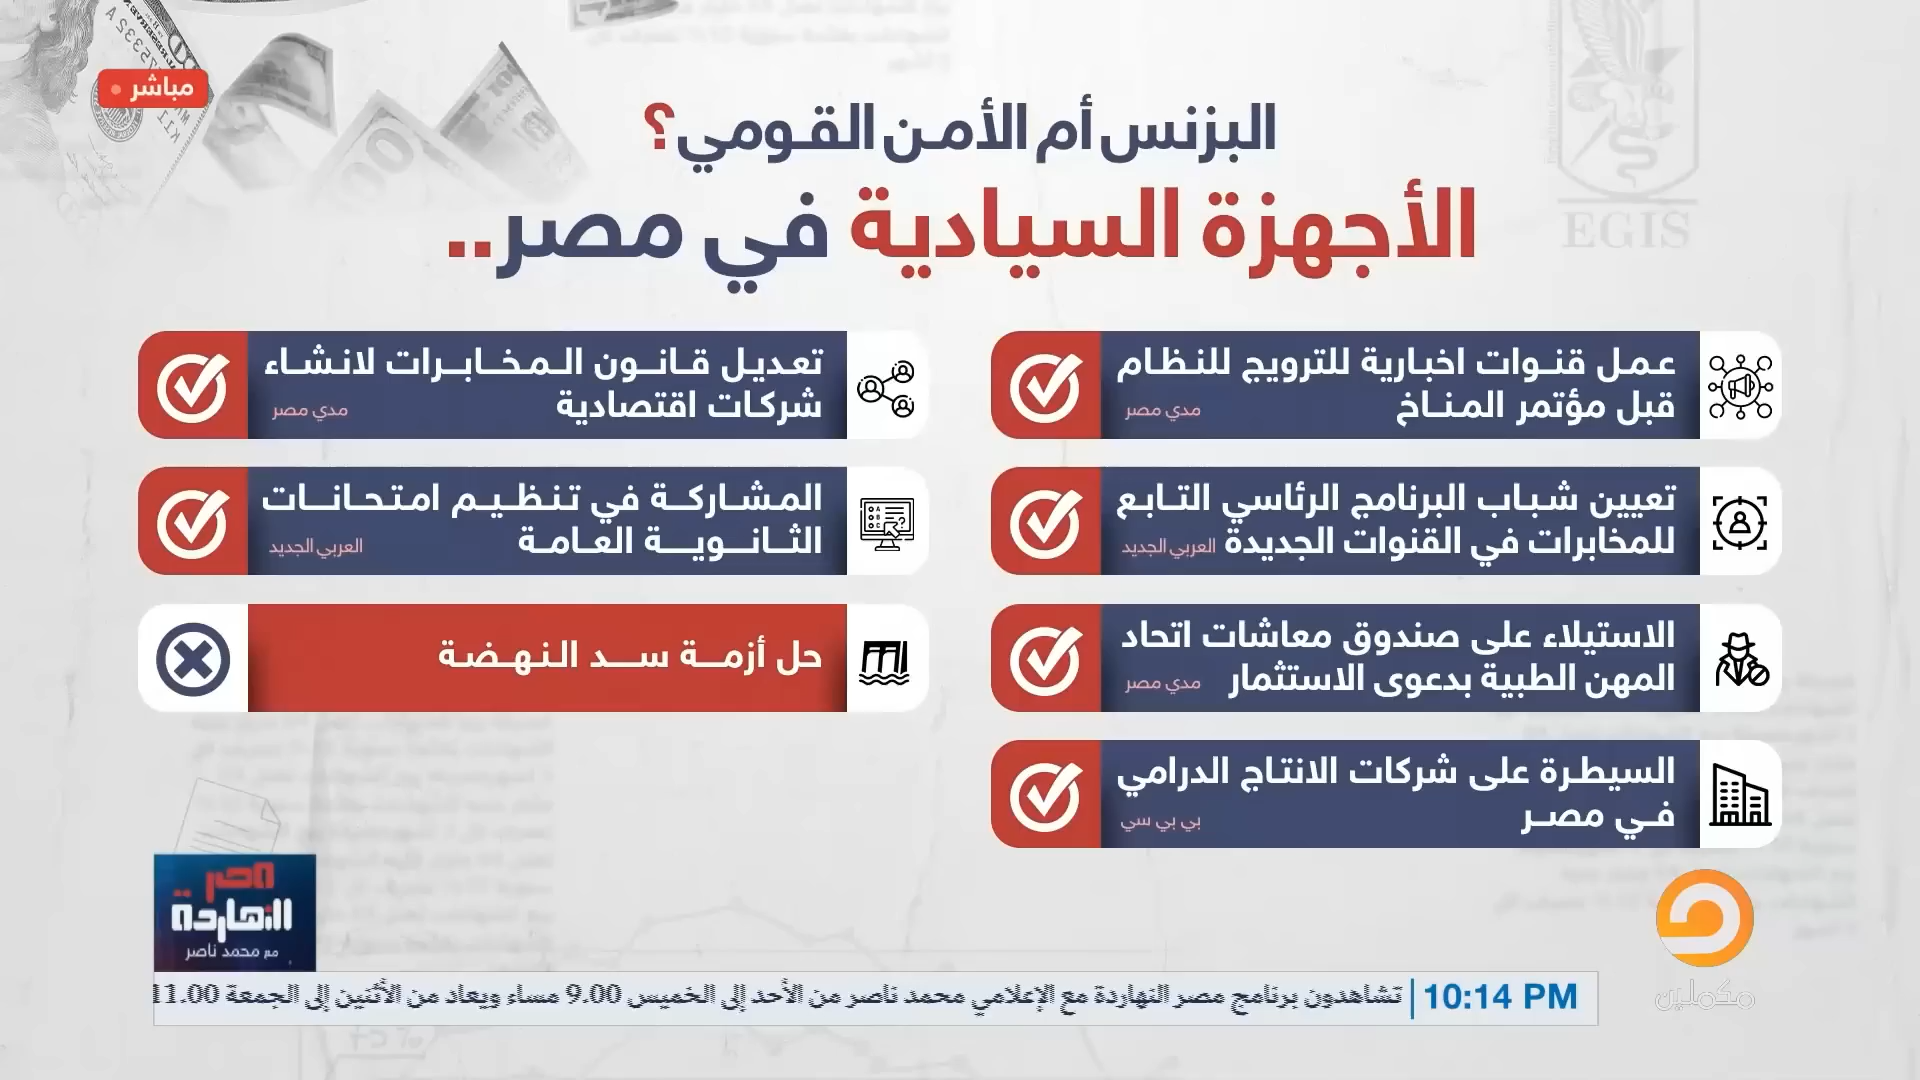 مباشر
البزنس أم الأمن القومي؟
الأجهزة السيادية في مصر..
EGIS
عمل قنوات اخبارية للترويج للنظام
قبل مؤتمر المناخ
مدي مصر
تعيين شباب البرنامج الرئاسي التابع
للمخابرات في القنوات الجديدة
العربي الجديد
الاستيلاء على صندوق معاشات اتحاد
المهن الطبية بدعوى الاستثمار
مدي مصر
السيطرة على شركات الانتاج الدرامي
في مصر
بي بي سي
تعديل قانون المخابرات لانشاء
شركات اقتصادية
مدي مصر
المشاركة في تنظيم امتحانات
الثانوية العامة
العربي الجديد
حل أزمة سد النهضة
مصر
النهاردة
مع محمد ناصر
مكملين
10:14 PM
تشاهدون برنامج مصر النهاردة مع الإعلامي محمد ناصر من الأحد إلى الخميس 9.00 مساء ويعاد من الأثنين إلى الجمعة 11.00